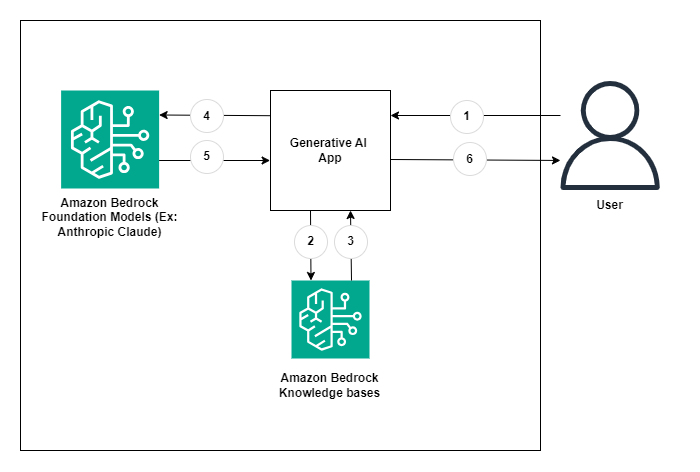 4
1
Generative AI
App
5
6
Amazon Bedrock
Foundation Models (Ex:
Anthropic Claude)
User
2
3
Amazon Bedrock
Knowledge bases